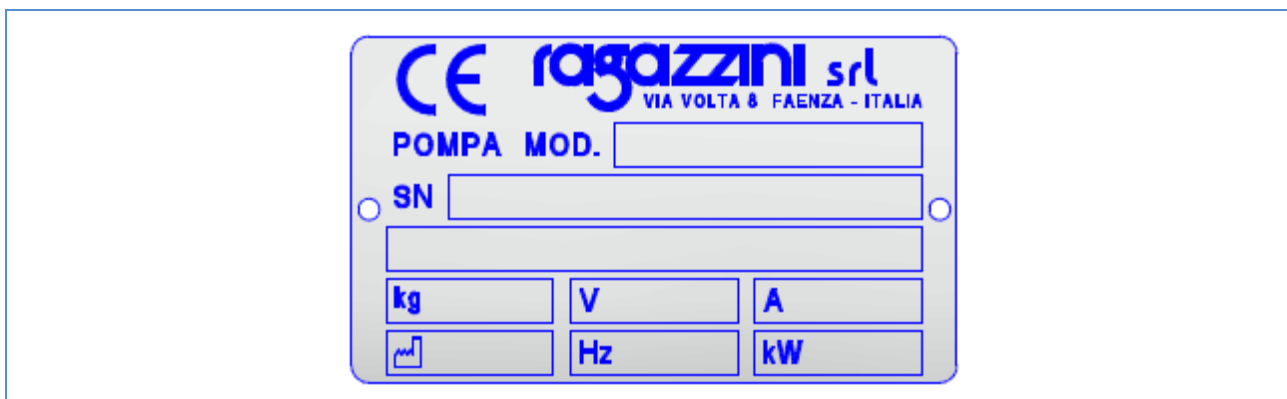 CE ragazzini srl
VIA VOLTA 8 FAENZA - ITALIA
POMPA MOD.
SN
kg V A
Hz kW